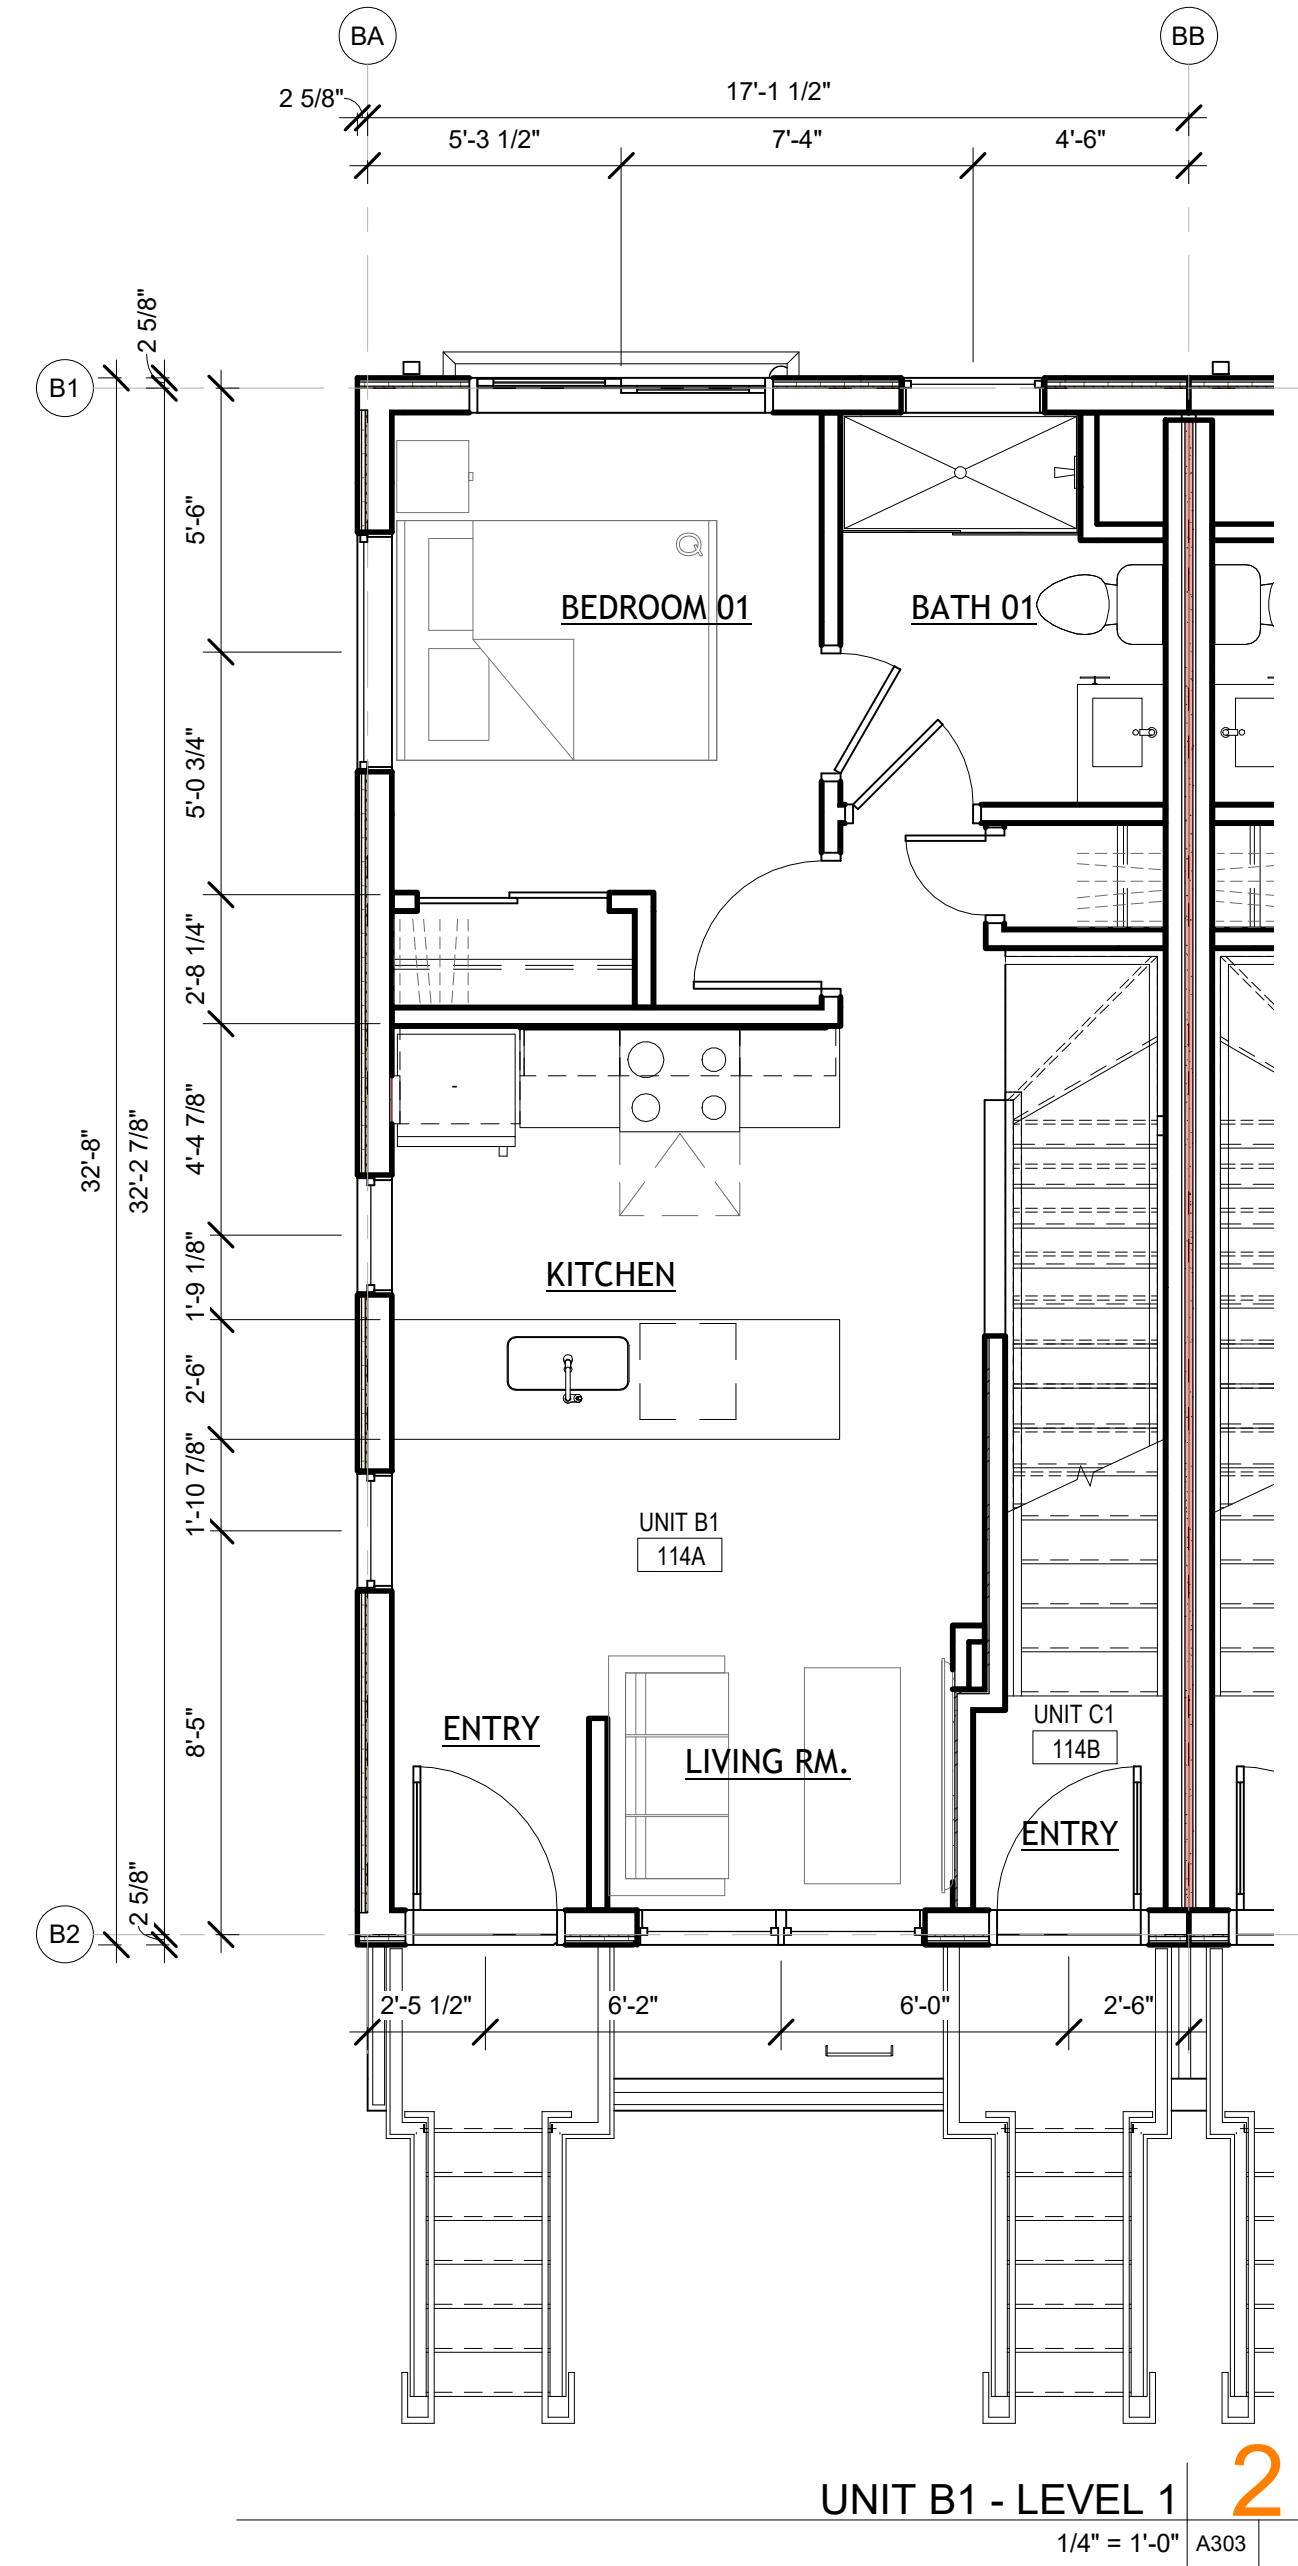 BA
BB
2 5/8"
17'-1 1/2"
5'-3 1/2"
7'-4"
4'-6"
2 5/8"
B1
5'-6"
BEDROOM 01
BATH 01
5'-0 3/4"
2'-8 1/4"
4'-4 7/8"
32'-8"
32'-2 7/8"
1'-9 1/8"
KITCHEN
2'-6"
1'-10 7/8"
UNIT B1
114A
8'-5"
ENTRY
LIVING RM.
UNIT C1
114B
ENTRY
2 5/8"
B2
2'-5 1/2"
6'-2"
6'-0"
2'-6"
UNIT B1 - LEVEL 1
2
1/4" = 1'-0"
A303